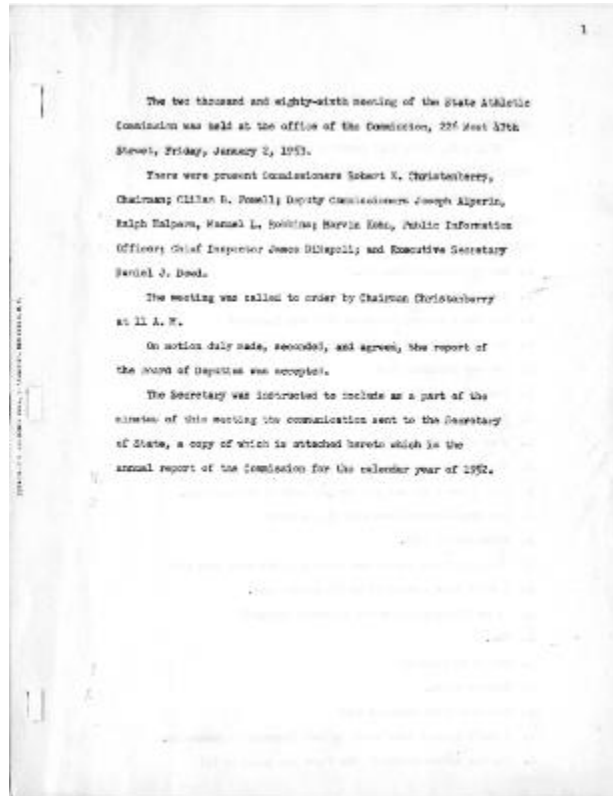 1
The two thousand and eighty-sixth meeting of the State Athletic
Commission was held at the office of the Commission, 226 West 47th
Street, Friday, January 2, 1953.
There were present Commissioners Robert K. Christenberry,
Chairman; Clilan B. Powell; Deputy Commissioners Joseph Alperin,
Ralph Halpern, Manuel L. Robbins; Marvin Kohn, Public Information
Officer; Chief Inspector James DiNapoli; and Executive Secretary
Daniel J. Dowd.
The meeting was called to order by Chairman Christenberry
at 11 A. M.
On motion duly made, seconded, and agreed, the report of
the Board of Deputies was accepted.
The Secretary was instructed to include as a part of the
minutes of this meeting the communication sent to the Secretary
of State, a copy of which is attached hereto which is the
annual report of the Commission for the calendar year of 1952.